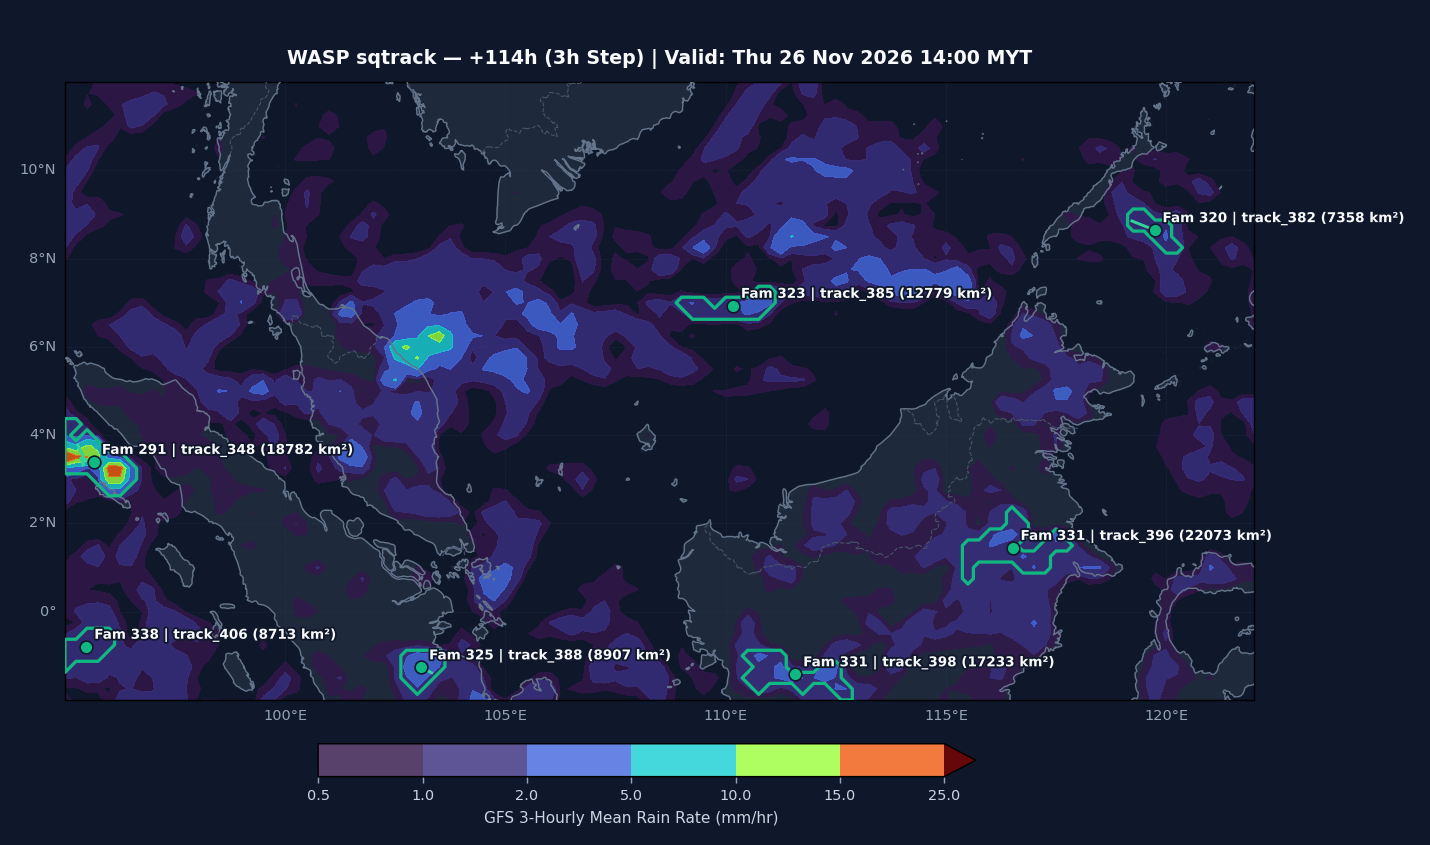 WASP sqtrack — +114h (3h Step) | Valid: Thu 26 Nov 2026 14:00 MYT
10°N
8°N
6°N
4°N
2°N
0°
Fam 320 | track_382 (7358 km²)
Fam 323 | track_385 (12779 km²)
Fam 291 | track_348 (18782 km²)
Fam 331 | track_396 (22073 km²)
Fam 338 | track_406 (8713 km²)
Fam 325 | track_388 (8907 km²)
Fam 331 | track_398 (17233 km²)
100°E 105°E 110°E 115°E 120°E
0.5 1.0 2.0 5.0 10.0 15.0 25.0
GFS 3-Hourly Mean Rain Rate (mm/hr)